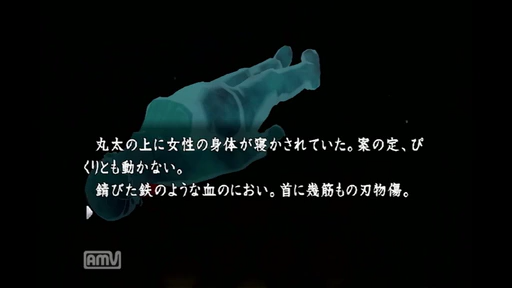 丸太の上に女性の身体が寝かされていた。案の定、ぴ
くりとも動かない。
錆びた鉄のような血のにおい。首に幾筋もの刃物傷。
AMV